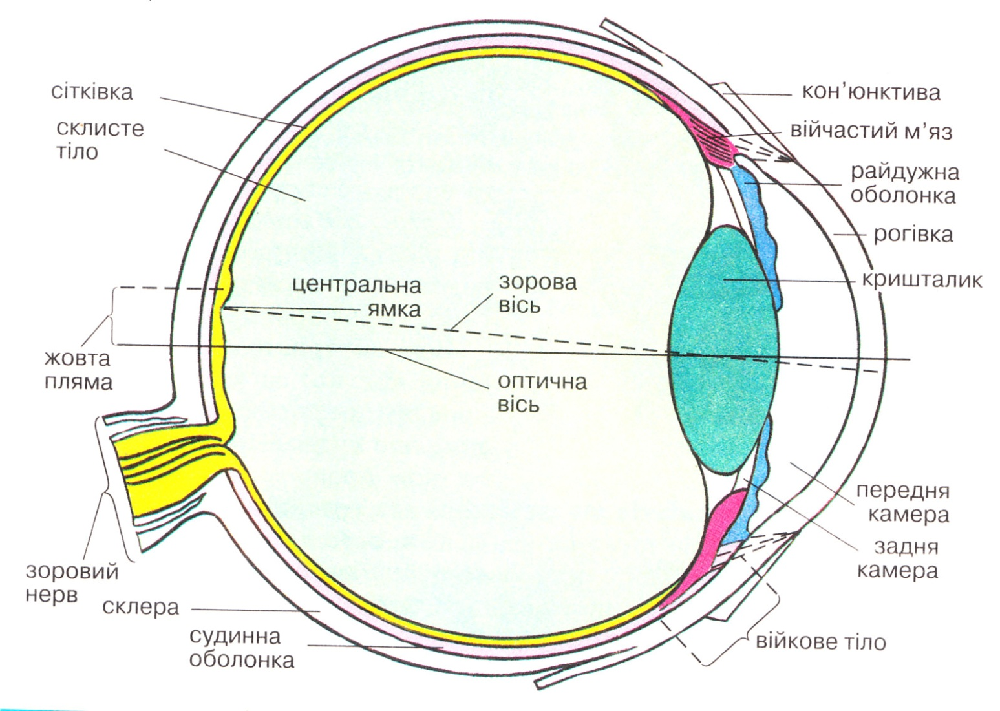 сітківка
склисте
тіло
жовта
пляма
зоровий
нерв
склера
судинна
оболонка
центральна
ямка
зорова
вісь
оптична
вісь
кон’юнктива
війчастий м’яз
райдужна
оболонка
рогівка
кришталик
передня
камера
задня
камера
війкове тіло